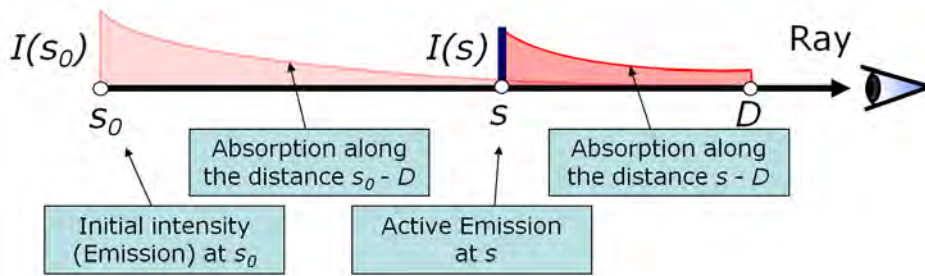 I(s₀)
I(s)
Ray
s₀
s
D
Absorption along
the distance s₀ - D
Absorption along
the distance s - D
Initial intensity
(Emission) at s₀
Active Emission
at s